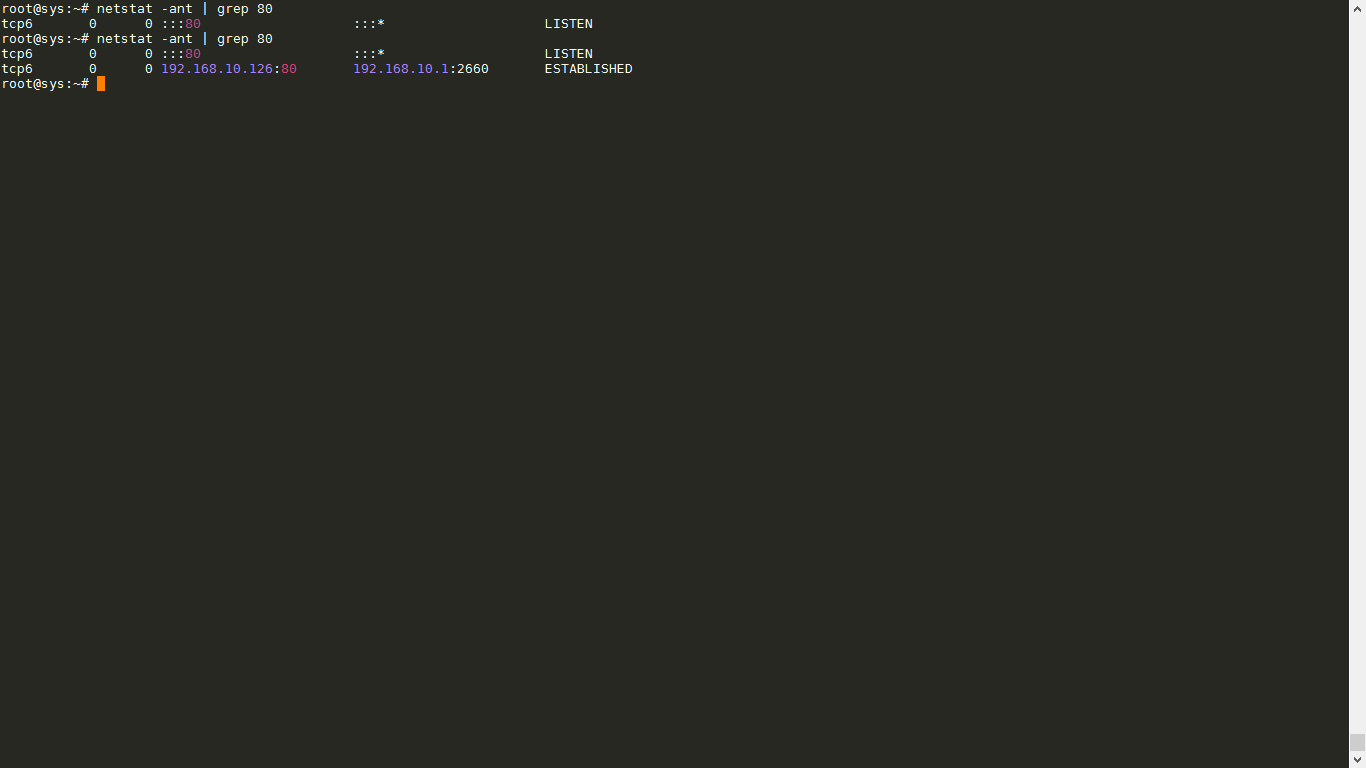 root@sys:~# netstat -ant | grep 80
tcp6       0      0 :::80                   :::*                    LISTEN
root@sys:~# netstat -ant | grep 80
tcp6       0      0 :::80                   :::*                    LISTEN
tcp6       0      0 192.168.10.126:80       192.168.10.1:2660       ESTABLISHED
root@sys:~#